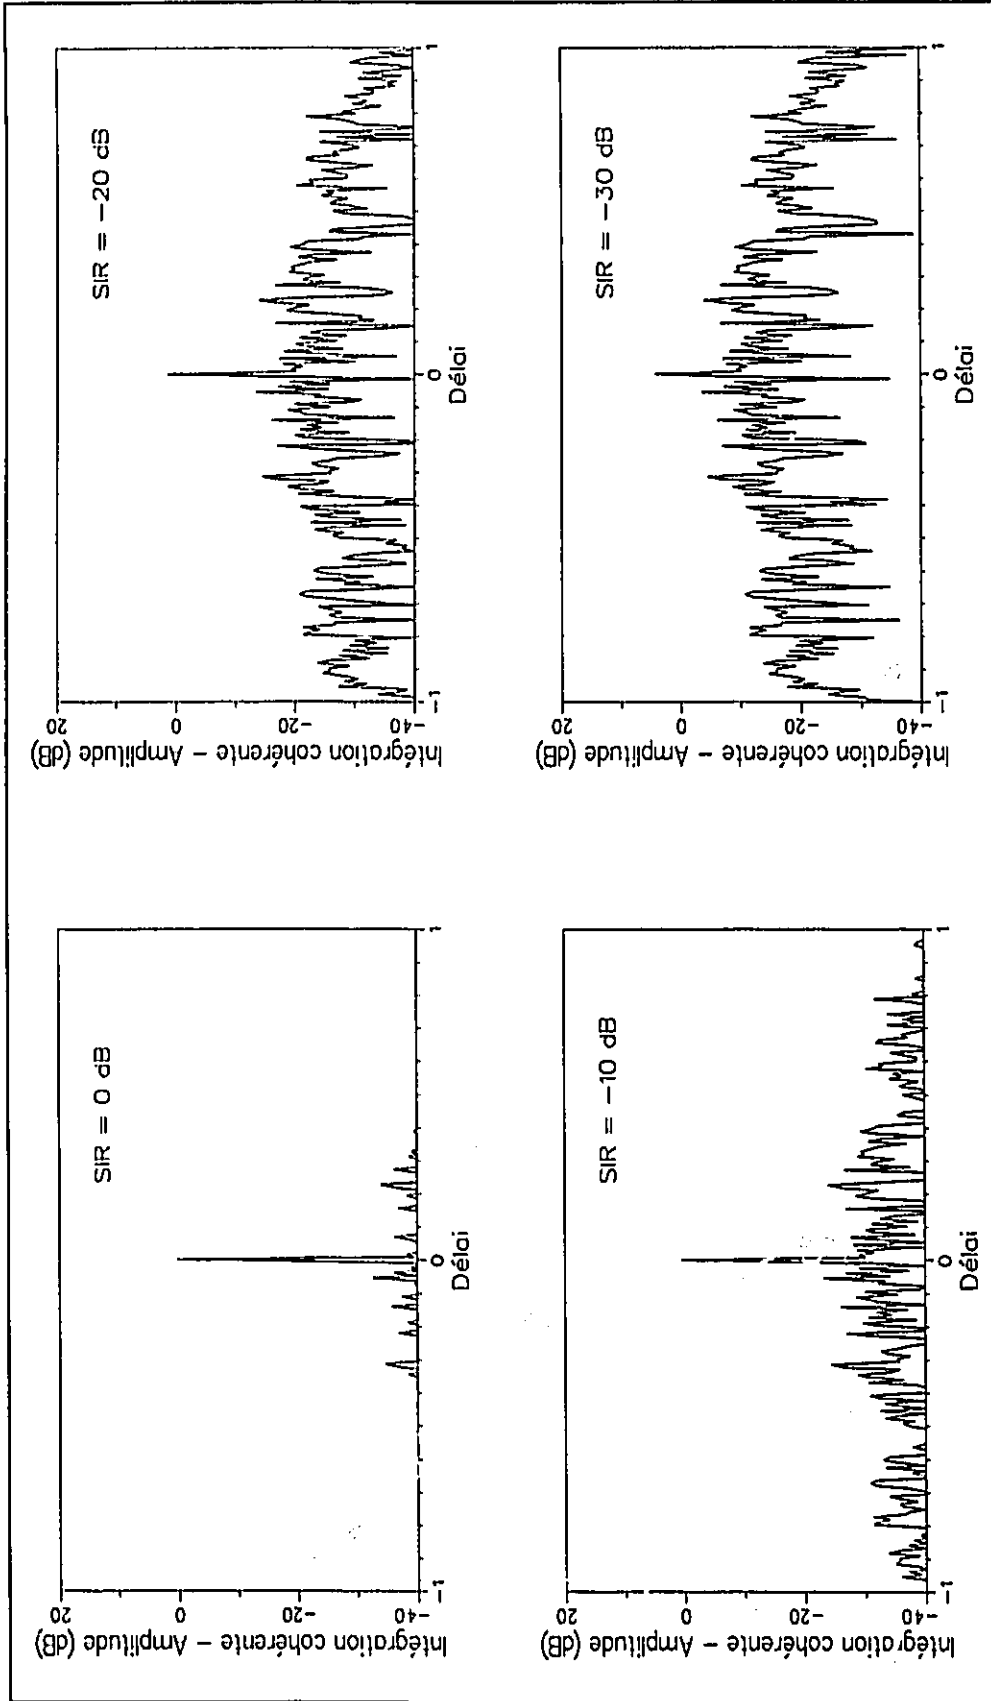 SIR = 0 dB
20
0
-20
-40
Intégration cohérente – Amplitude (dB)
-1
0
1
Délai
SIR = -20 dB
20
0
-20
-40
Intégration cohérente – Amplitude (dB)
-1
0
1
Délai
SIR = -10 dB
20
0
-20
-40
Intégration cohérente – Amplitude (dB)
-1
0
1
Délai
SIR = -30 dB
20
0
-20
-40
Intégration cohérente – Amplitude (dB)
-1
0
1
Délai